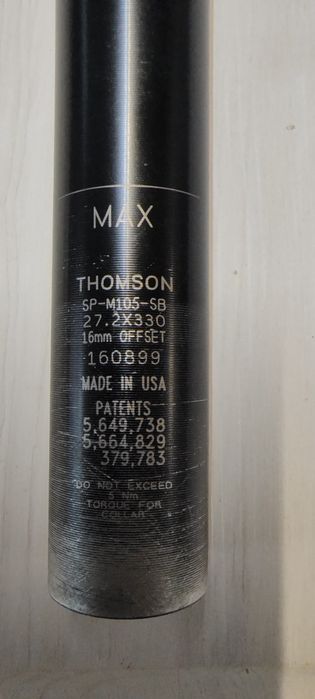 MAX
THOMSON
SP-M105-SB
27.2X330
16mm OFFSET
160899
MADE IN USA
PATENTS
5,649,738
5,664,829
379,783
DO NOT EXCEED
5 Nm
TORQUE FOR
COLLAR